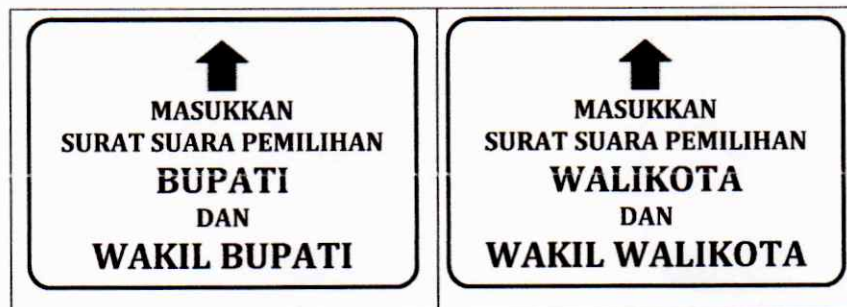 MASUKKAN
SURAT SUARA PEMILIHAN
BUPATI
DAN
WAKIL BUPATI
MASUKKAN
SURAT SUARA PEMILIHAN
WALIKOTA
DAN
WAKIL WALIKOTA